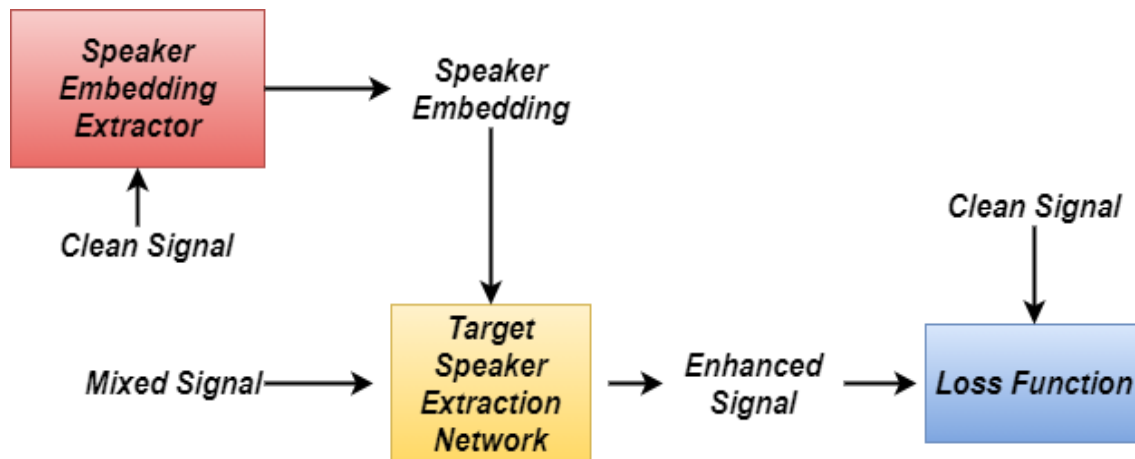 Speaker
Embedding
Extractor
Speaker
Embedding
Clean Signal
Clean Signal
Mixed Signal
Target
Speaker
Extraction
Network
Enhanced
Signal
Loss Function